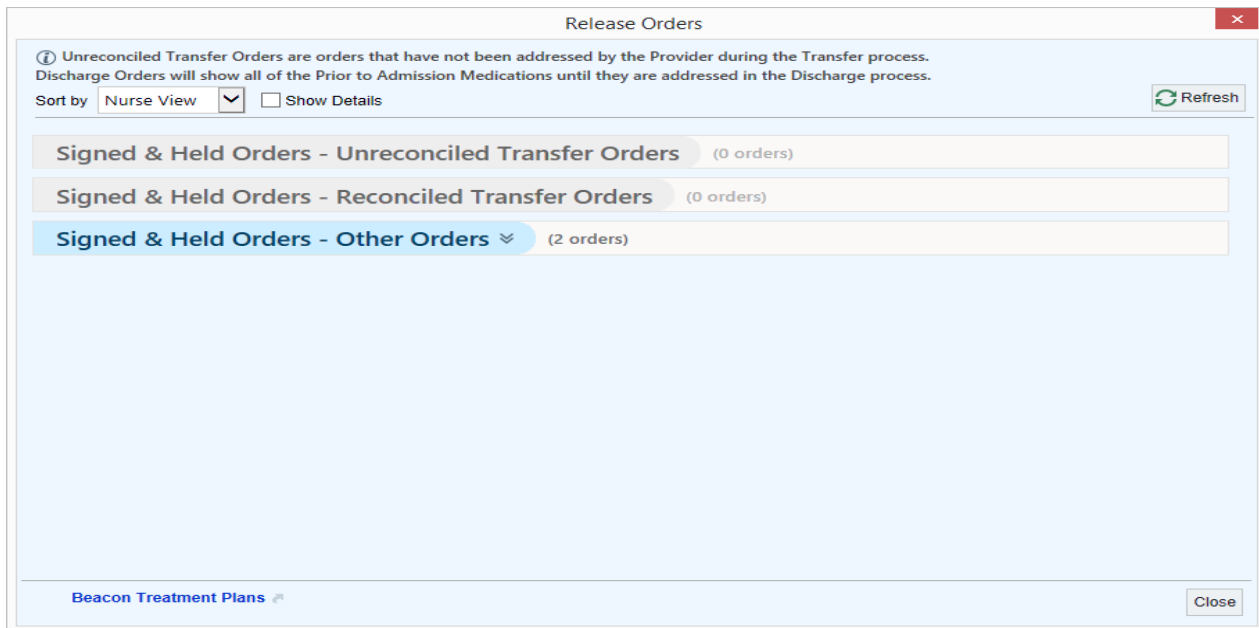 Release Orders
Unreconciled Transfer Orders are orders that have not been addressed by the Provider during the Transfer process.
Discharge Orders will show all of the Prior to Admission Medications until they are addressed in the Discharge process.
Sort by Nurse View Show Details Refresh
Signed & Held Orders - Unreconciled Transfer Orders (0 orders)
Signed & Held Orders - Reconciled Transfer Orders (0 orders)
Signed & Held Orders - Other Orders (2 orders)
Beacon Treatment Plans Close